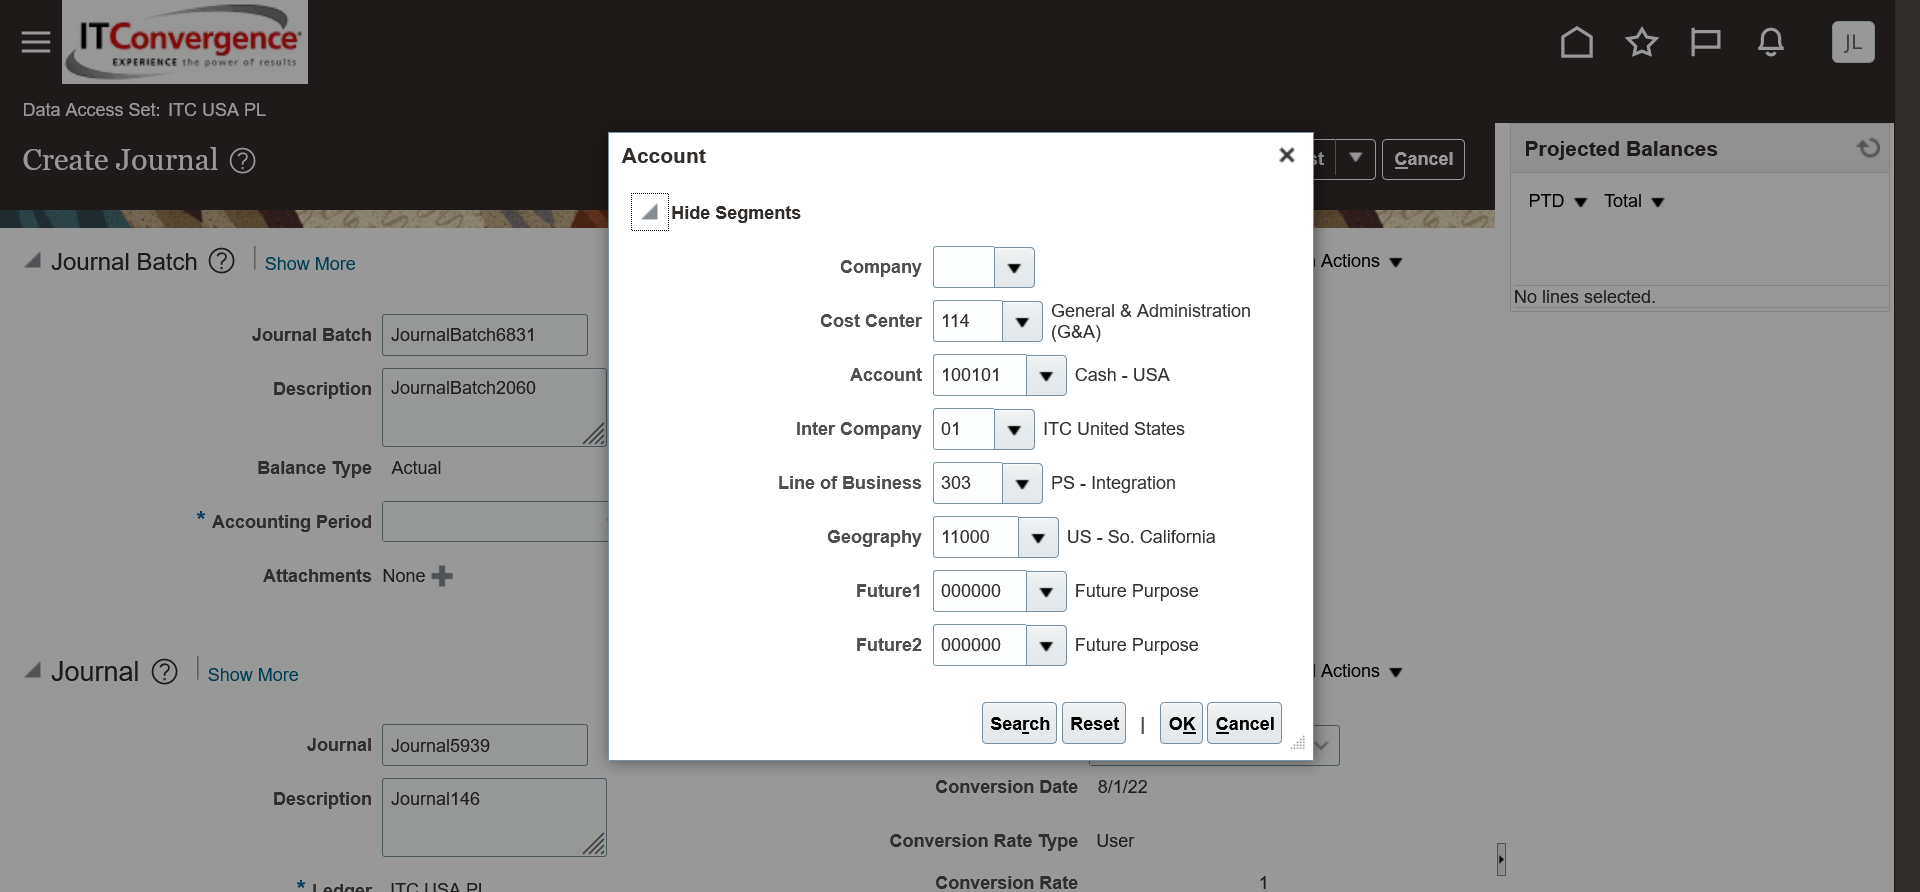 ITConvergence
EXPERIENCE the power of results
JL
Data Access Set: ITC USA PL
Create Journal
Cancel
Projected Balances
PTD Total
No lines selected.
Journal Batch Show More
Actions
Journal Batch JournalBatch6831
Description JournalBatch2060
Balance Type Actual
* Accounting Period
Attachments None
Journal Show More
Actions
Journal Journal5939
Description Journal146
* Ledger ITC USA PL
Conversion Date 8/1/22
Conversion Rate Type User
Conversion Rate 1
Account
Hide Segments
Company
Cost Center 114 General & Administration
(G&A)
Account 100101 Cash - USA
Inter Company 01 ITC United States
Line of Business 303 PS - Integration
Geography 11000 US - So. California
Future1 000000 Future Purpose
Future2 000000 Future Purpose
Search Reset | OK Cancel